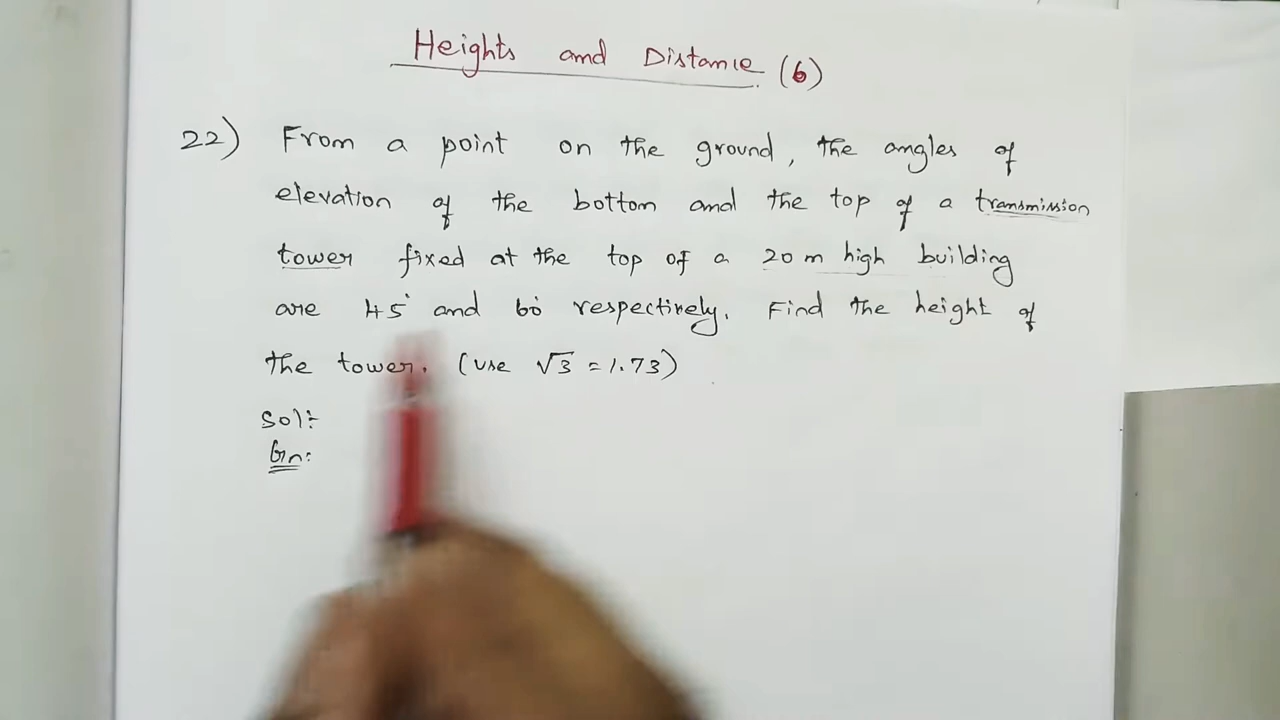 Heights and Distance (6)
22) From a point on the ground, the angles of
elevation of the bottom and the top of a transmission
tower fixed at the top of a 20 m high building
are 45° and 60° respectively. Find the height of
the tower. (use √3 = 1.73)
Sol:
Gn: